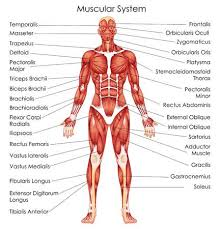 Muscular System
Temporalis
Masseter
Trapezius
Deltoid
Pectoralis
Major
Triceps Brachii
Biceps Brachii
Brachialis
Flexor Carpi
Radialis
Iliopsoas
Rectus Femoris
Vastus lateralis
Vastus Medialis
Fibularis Longus
Extensor Digitorum
Longus
Tibialis Anterior
Frontalis
Orbicularis Oculi
Zygomaticus
Orbicularis Oris
Platysma
Sternocleidomastoid
Thorax
Pectoralis Minor
Rectus Abdominis
External Oblique
Internal Oblique
Sartorius
Adductor
Muscle
Gracilis
Gastrocnemius
Soleus